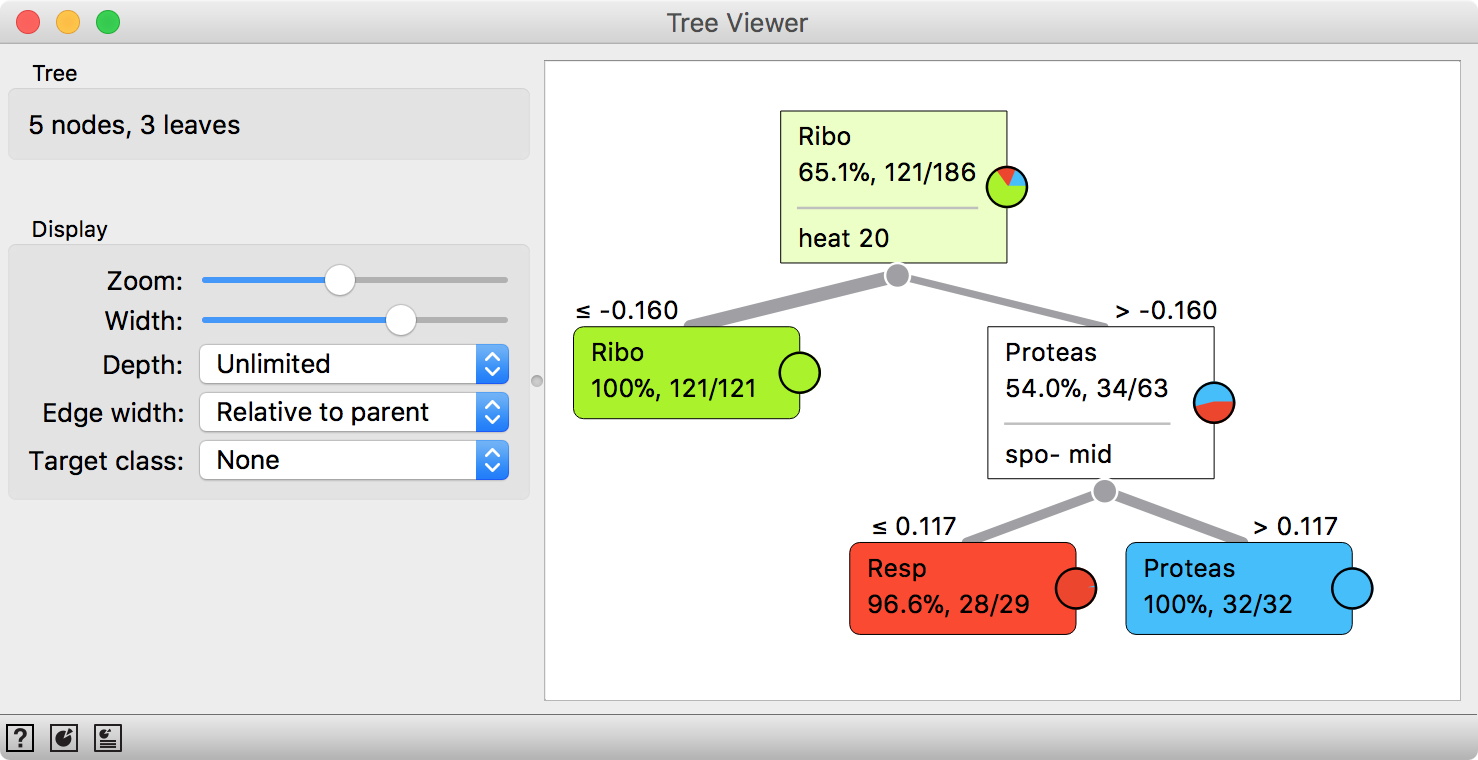 Tree Viewer
Tree
5 nodes, 3 leaves
Display
Zoom:
Width:
Depth: Unlimited
Edge width: Relative to parent
Target class: None
Ribo
65.1%, 121/186
heat 20
≤ -0.160
> -0.160
Ribo
100%, 121/121
Proteas
54.0%, 34/63
spo- mid
≤ 0.117
> 0.117
Resp
96.6%, 28/29
Proteas
100%, 32/32
?